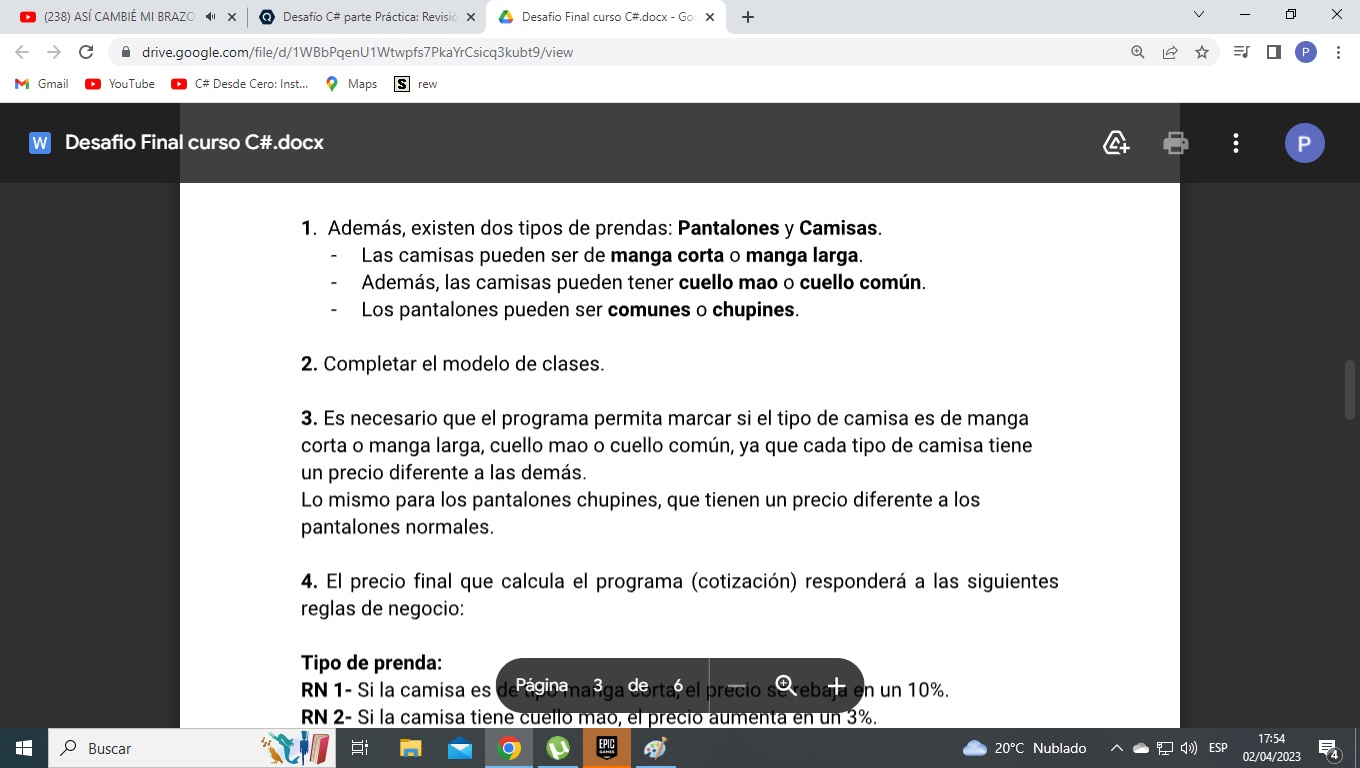 (238) ASÍ CAMBIÉ MI BRAZO
Desafío C# parte Práctica: Revisió
Desafio Final curso C#.docx - Goo
drive.google.com/file/d/1WBbPqenU1Wtwpfs7PkaYrCsicq3kubt9/view
P
Gmail
YouTube
C# Desde Cero: Inst...
Maps
S
rew
W
Desafio Final curso C#.docx
P
1. Además, existen dos tipos de prendas: Pantalones y Camisas.
- Las camisas pueden ser de manga corta o manga larga.
- Además, las camisas pueden tener cuello mao o cuello común.
- Los pantalones pueden ser comunes o chupines.
2. Completar el modelo de clases.
3. Es necesario que el programa permita marcar si el tipo de camisa es de manga
corta o manga larga, cuello mao o cuello común, ya que cada tipo de camisa tiene
un precio diferente a las demás.
Lo mismo para los pantalones chupines, que tienen un precio diferente a los
pantalones normales.
4. El precio final que calcula el programa (cotización) responderá a las siguientes
reglas de negocio:
Tipo de prenda:
RN 1- Si la camisa es de tipo manga corta, el precio se rebaja en un 10%.
Página 3 de 6
RN 2- Si la camisa tiene cuello mao, el precio aumenta en un 3%.
Buscar
EPIC
GAMES
20°C Nublado
ESP
17:54
02/04/2023
4